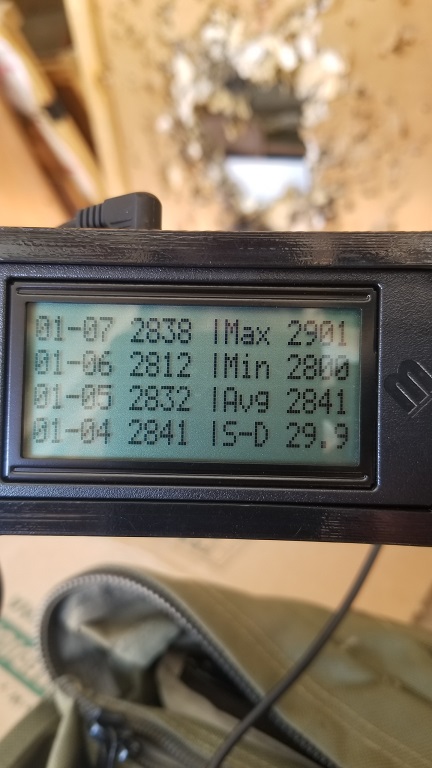 01-07 2838 |Max 2901
01-06 2812 |Min 2800
01-05 2832 |Avg 2841
01-04 2841 |S-D 29.9
m